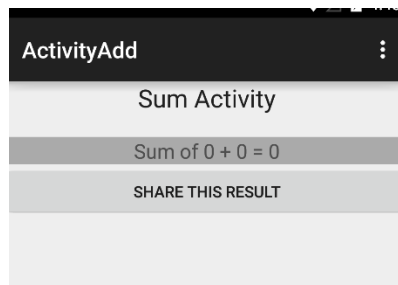 ActivityAdd
Sum Activity
Sum of 0 + 0 = 0
SHARE THIS RESULT